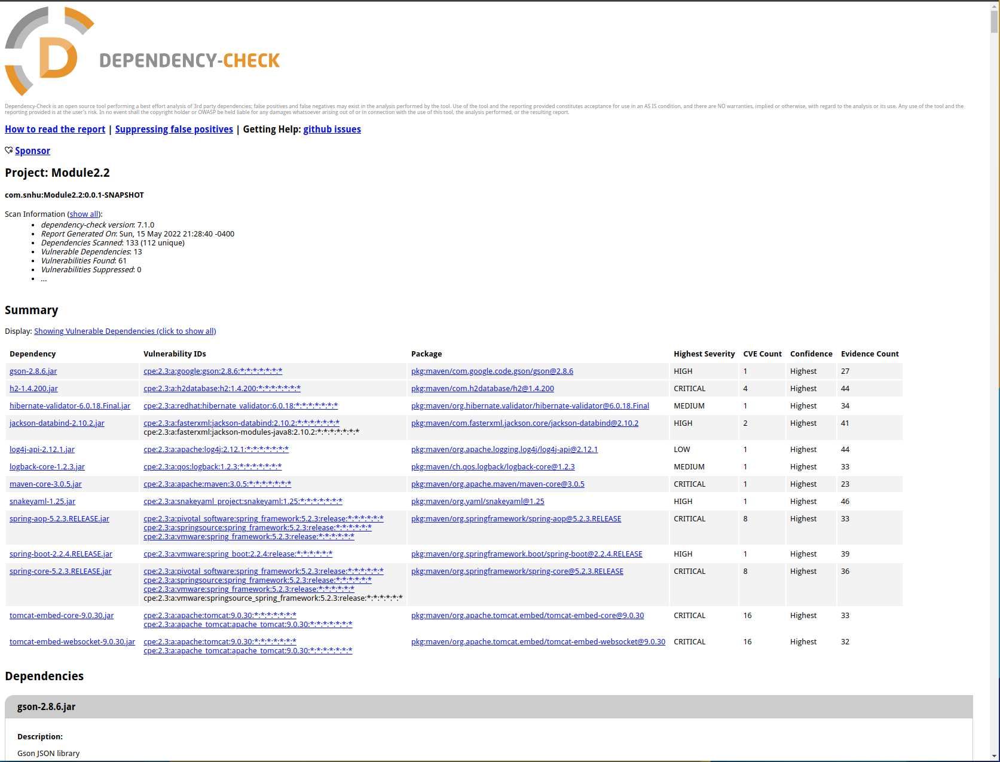 DEPENDENCY-CHECK
Dependency-Check is an open source tool performing a best effort analysis of 3rd party dependencies; false positives and false negatives may exist in the analysis performed by the tool. Use of the tool and the reporting provided constitutes acceptance for use in an AS IS condition, and there are NO warranties, implied or otherwise, with regard to the analysis or its use. Any use of the tool and the
reporting provided is at the user's risk. In no event shall the copyright holder or OWASP be held liable for any damages whatsoever arising out of or in connection with the use of this tool, the analysis performed, or the resulting report.
How to read the report | Suppressing false positives | Getting Help: github issues
Sponsor
Project: Module2.2
com.snhu:Module2.2:0.0.1-SNAPSHOT
Scan Information (show all):
• dependency-check version: 7.1.0
• Report Generated On: Sun, 15 May 2022 21:28:40 -0400
• Dependencies Scanned: 133 (112 unique)
• Vulnerable Dependencies: 13
• Vulnerabilities Found: 61
• Vulnerabilities Suppressed: 0
• ...
Summary
Display: Showing Vulnerable Dependencies (click to show all)
Dependency Vulnerability IDs Package Highest Severity CVE Count Confidence Evidence Count
gson-2.8.6.jar cpe:2.3:a:google:gson:2.8.6:*:*:*:*:*:*:* pkg:maven/com.google.code.gson/gson@2.8.6 HIGH 1 Highest 27
h2-1.4.200.jar cpe:2.3:a:h2database:h2:1.4.200:*:*:*:*:*:*:* pkg:maven/com.h2database/h2@1.4.200 CRITICAL 4 Highest 44
hibernate-validator-6.0.18.Final.jar cpe:2.3:a:redhat:hibernate_validator:6.0.18:*:*:*:*:*:*:* pkg:maven/org.hibernate.validator/hibernate-validator@6.0.18.Final MEDIUM 1 Highest 34
jackson-databind-2.10.2.jar cpe:2.3:a:fasterxml:jackson-databind:2.10.2:*:*:*:*:*:*:* pkg:maven/com.fasterxml.jackson.core/jackson-databind@2.10.2 HIGH 2 Highest 41
cpe:2.3:a:fasterxml:jackson-modules-java8:2.10.2:*:*:*:*:*:*:*
log4j-api-2.12.1.jar cpe:2.3:a:apache:log4j:2.12.1:*:*:*:*:*:*:* pkg:maven/org.apache.logging.log4j/log4j-api@2.12.1 LOW 1 Highest 44
logback-core-1.2.3.jar cpe:2.3:a:qos:logback:1.2.3:*:*:*:*:*:*:* pkg:maven/ch.qos.logback/logback-core@1.2.3 MEDIUM 1 Highest 33
maven-core-3.0.5.jar cpe:2.3:a:apache:maven:3.0.5:*:*:*:*:*:*:* pkg:maven/org.apache.maven/maven-core@3.0.5 CRITICAL 1 Highest 23
snakeyaml-1.25.jar cpe:2.3:a:snakeyaml_project:snakeyaml:1.25:*:*:*:*:*:*:* pkg:maven/org.yaml/snakeyaml@1.25 HIGH 1 Highest 46
spring-aop-5.2.3.RELEASE.jar cpe:2.3:a:pivotal_software:spring_framework:5.2.3:release:*:*:*:*:*:* pkg:maven/org.springframework/spring-aop@5.2.3.RELEASE CRITICAL 8 Highest 33
cpe:2.3:a:springsource:spring_framework:5.2.3:release:*:*:*:*:*:*
cpe:2.3:a:vmware:spring_framework:5.2.3:release:*:*:*:*:*:*
spring-boot-2.2.4.RELEASE.jar cpe:2.3:a:vmware:spring_boot:2.2.4:release:*:*:*:*:*:* pkg:maven/org.springframework.boot/spring-boot@2.2.4.RELEASE HIGH 1 Highest 39
spring-core-5.2.3.RELEASE.jar cpe:2.3:a:pivotal_software:spring_framework:5.2.3:release:*:*:*:*:*:* pkg:maven/org.springframework/spring-core@5.2.3.RELEASE CRITICAL 8 Highest 36
cpe:2.3:a:springsource:spring_framework:5.2.3:release:*:*:*:*:*:*
cpe:2.3:a:vmware:spring_framework:5.2.3:release:*:*:*:*:*:*
cpe:2.3:a:vmware:springsource_spring_framework:5.2.3:release:*:*:*:*:*:*
tomcat-embed-core-9.0.30.jar cpe:2.3:a:apache:tomcat:9.0.30:*:*:*:*:*:*:* pkg:maven/org.apache.tomcat.embed/tomcat-embed-core@9.0.30 CRITICAL 16 Highest 33
cpe:2.3:a:apache_tomcat:apache_tomcat:9.0.30:*:*:*:*:*:*:*
tomcat-embed-websocket-9.0.30.jar cpe:2.3:a:apache:tomcat:9.0.30:*:*:*:*:*:*:* pkg:maven/org.apache.tomcat.embed/tomcat-embed-websocket@9.0.30 CRITICAL 16 Highest 32
cpe:2.3:a:apache_tomcat:apache_tomcat:9.0.30:*:*:*:*:*:*:*
Dependencies
gson-2.8.6.jar
Description:
Gson JSON library